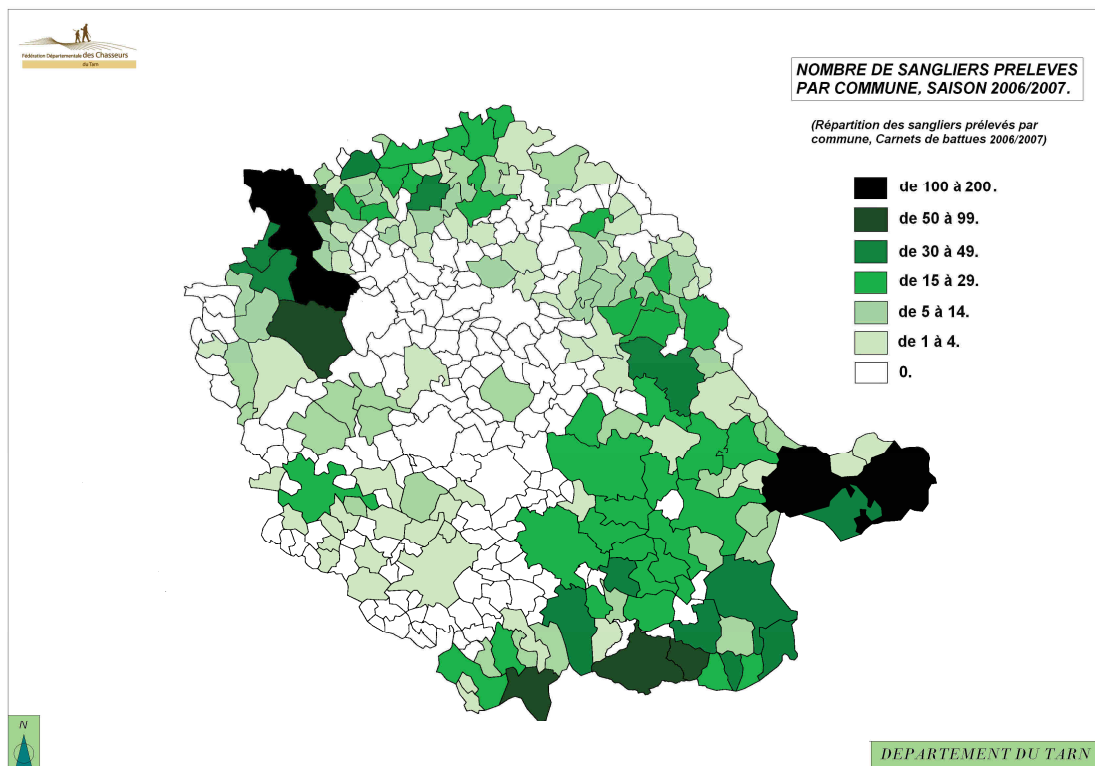 Fédération Départementale des Chasseurs
du Tarn
NOMBRE DE SANGLIERS PRELEVES
PAR COMMUNE, SAISON 2006/2007.
(Répartition des sangliers prélevés par
commune, Carnets de battues 2006/2007)
de 100 à 200.
de 50 à 99.
de 30 à 49.
de 15 à 29.
de 5 à 14.
de 1 à 4.
0.
N
DEPARTEMENT DU TARN